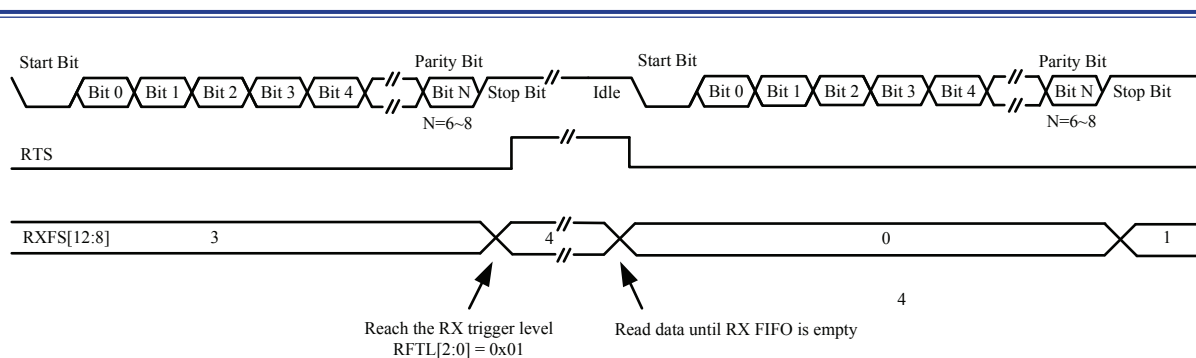 Start Bit Parity Bit Start Bit Parity Bit
Bit 0 Bit 1 Bit 2 Bit 3 Bit 4 Bit N Stop Bit Idle Bit 0 Bit 1 Bit 2 Bit 3 Bit 4 Bit N Stop Bit
N=6~8 N=6~8
RTS
RXFS[12:8] 3 4 0 1
4
Reach the RX trigger level Read data until RX FIFO is empty
RFTL[2:0] = 0x01